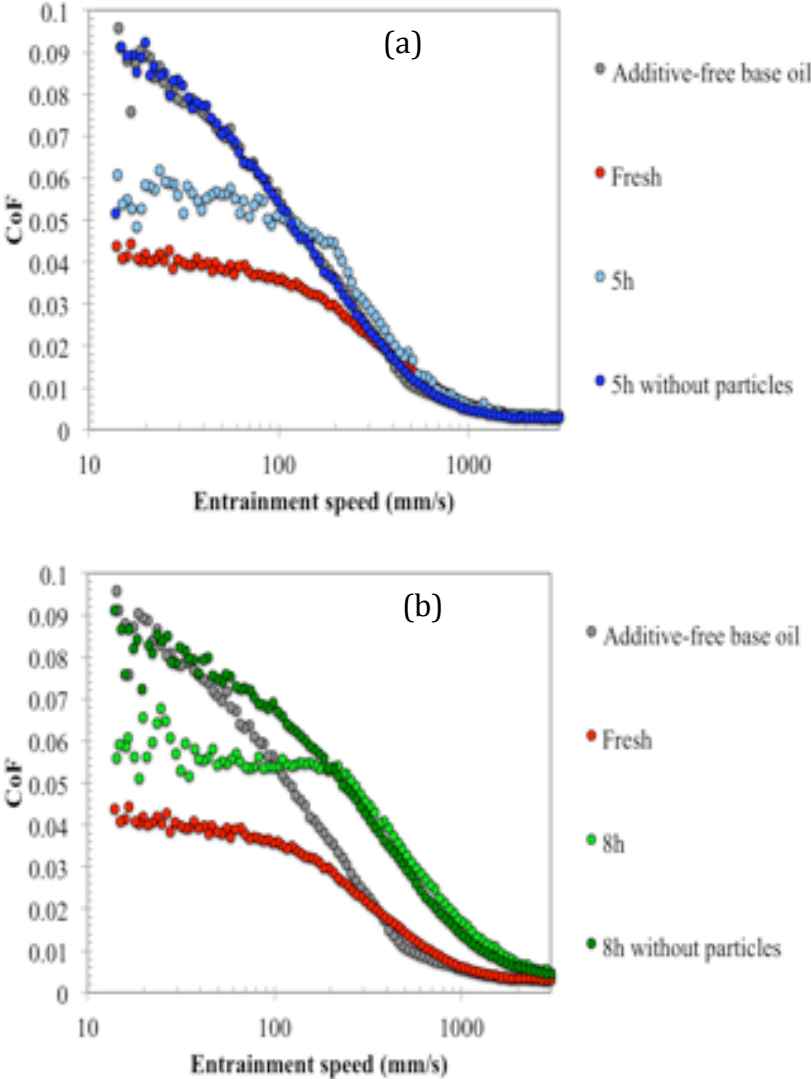 0.1
(a)
0.09
Additive-free base oil
0.08
0.07
0.06
Fresh
0.05
CoF
0.04
5h
0.03
0.02
5h without particles
0.01
0
10 100 1000
Entrainment speed (mm/s)
0.1
(b)
0.09
Additive-free base oil
0.08
0.07
0.06
Fresh
0.05
CoF
0.04
8h
0.03
0.02
8h without particles
0.01
0
10 100 1000
Entrainment speed (mm/s)